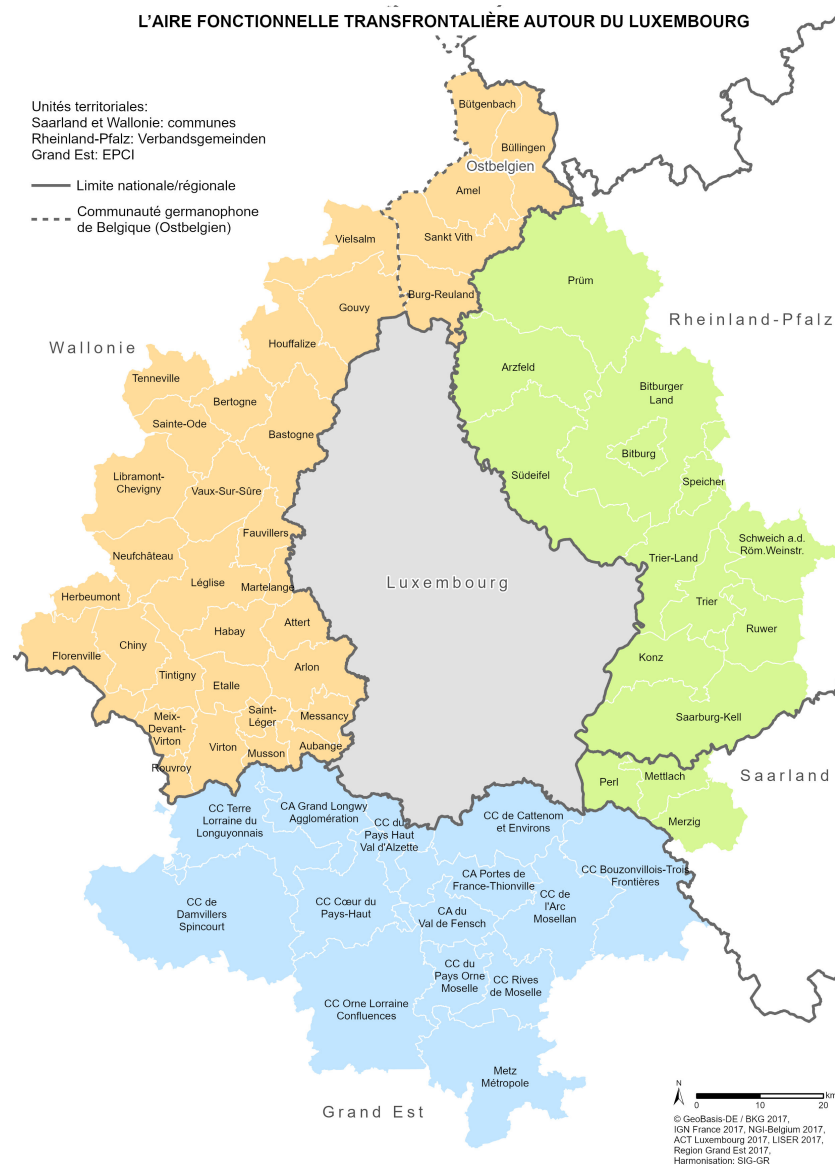 L'AIRE FONCTIONNELLE TRANSFRONTALIÈRE AUTOUR DU LUXEMBOURG
Unités territoriales:
Saarland et Wallonie: communes
Rheinland-Pfalz: Verbandsgemeinden
Grand Est: EPCI
Limite nationale/régionale
Communauté germanophone
de Belgique (Ostbelgien)
Bütgenbach
Büllingen
Ostbelgien
Amel
Sankt Vith
Vielsalm
Burg-Reuland
Gouvy
Prüm
Rheinland-Pfalz
Wallonie
Houffalize
Tenneville
Arzfeld
Bertogne
Bitburger
Land
Sainte-Ode
Bastogne
Bitburg
Libramont-
Chevigny
Vaux-Sur-Sûre
Südeifel
Speicher
Fauvillers
Schweich a.d.
Röm.Weinstr.
Neufchâteau
Trier-Land
Léglise
Martelange
Luxembourg
Herbeumont
Trier
Attert
Habay
Ruwer
Chiny
Florenville
Konz
Arlon
Tintigny
Etalle
Saint-
Léger
Messancy
Saarburg-Kell
Meix-
Devant-
Virton
Virton
Musson
Aubange
Rouvroy
Perl
Mettlach
Saarland
Merzig
CC Terre
Lorraine du
Longuyonnais
CA Grand Longwy
Agglomération
CC du
Pays Haut
Val d'Alzette
CC de Cattenom
et Environs
CA Portes de
France-Thionville
CC Bouzonvillois-Trois
Frontières
CC de
l'Arc
Mosellan
CC de
Damvillers
Spincourt
CC Cœur du
Pays-Haut
CA du
Val de Fensch
CC du
Pays Orne
Moselle
CC Rives
de Moselle
CC Orne Lorraine
Confluences
Metz
Métropole
Grand Est
N
km
0 10 20
© GeoBasis-DE / BKG 2017,
IGN France 2017, NGI-Belgium 2017,
ACT Luxembourg 2017, LISER 2017,
Region Grand Est 2017,
Harmonisation: SIG-GR